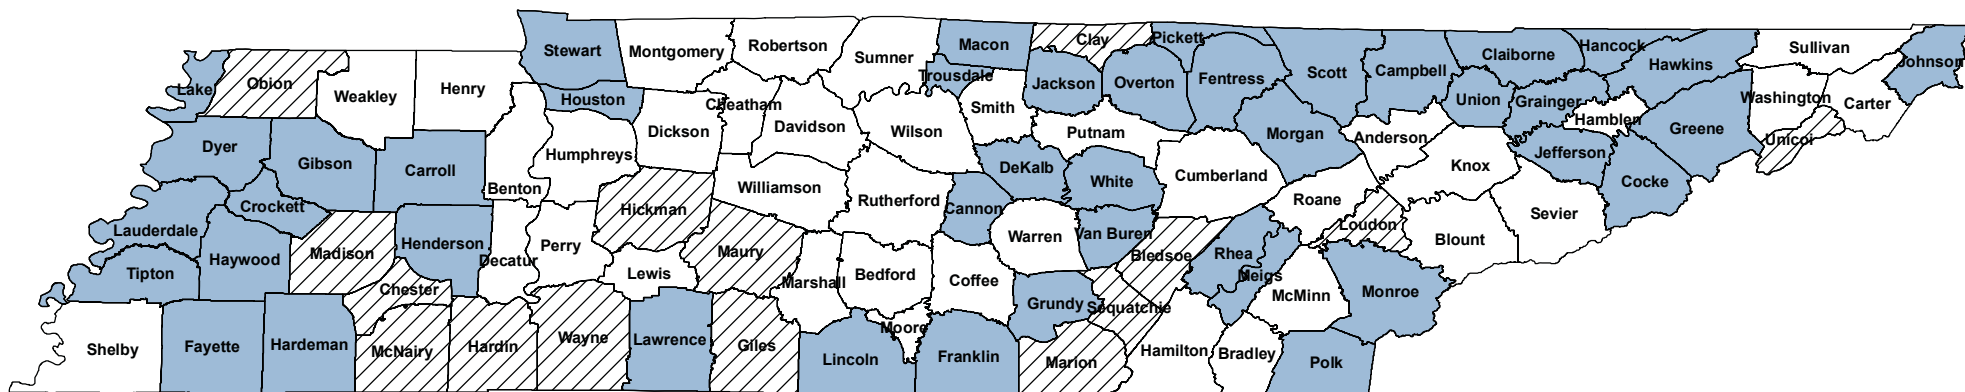 Stewart
Montgomery
Robertson
Sumner
Macon
Clay
Pickett
Trousdale
Lake
Obion
Weakley
Henry
Houston
Cheatham
Smith
Jackson
Overton
Fentress
Scott
Campbell
Claiborne
Hancock
Hawkins
Sullivan
Johnson
Union
Grainger
Hamblen
Washington
Carter
Unicoi
Greene
Dyer
Gibson
Carroll
Benton
Humphreys
Dickson
Davidson
Wilson
Putnam
Morgan
Anderson
Knox
Jefferson
Cocke
DeKalb
White
Cumberland
Roane
Loudon
Sevier
Blount
Lauderdale
Crockett
Haywood
Tipton
Madison
Henderson
Decatur
Perry
Hickman
Williamson
Rutherford
Cannon
Warren
Van Buren
Bledsoe
Rhea
Meigs
McMinn
Monroe
Chester
Lewis
Maury
Marshall
Bedford
Coffee
Grundy
Sequatchie
Shelby
Fayette
Hardeman
McNairy
Hardin
Wayne
Lawrence
Giles
Lincoln
Moore
Franklin
Marion
Hamilton
Bradley
Polk